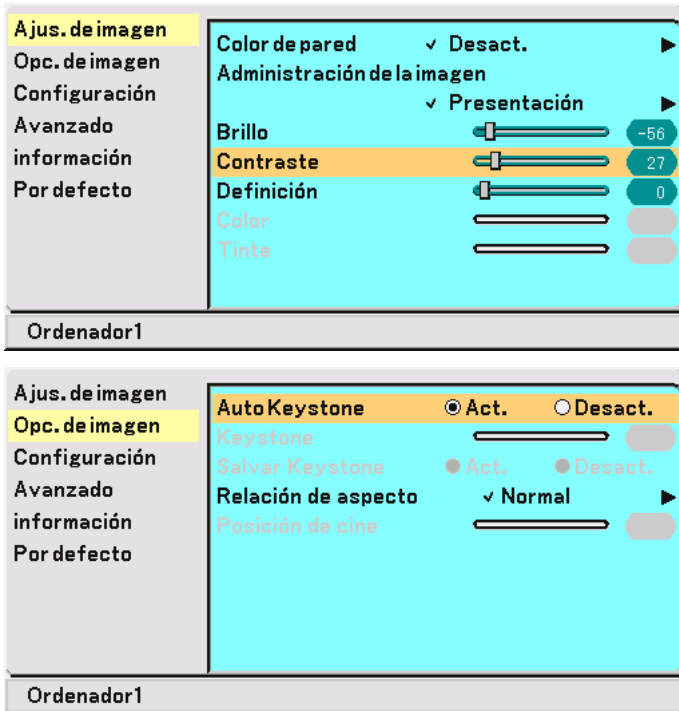 Ajus. de imagen
Opc. de imagen
Configuración
Avanzado
información
Por defecto
Color de pared ✓ Desact.
Administración de la imagen
✓ Presentación
Brillo -56
Contraste 27
Definición 0
Color
Tinte
Ordenador1
Ajus. de imagen
Opc. de imagen
Configuración
Avanzado
información
Por defecto
Auto Keystone Act. Desact.
Keystone
Salvar Keystone Act. Desact.
Relación de aspecto ✓ Normal
Posición de cine
Ordenador1